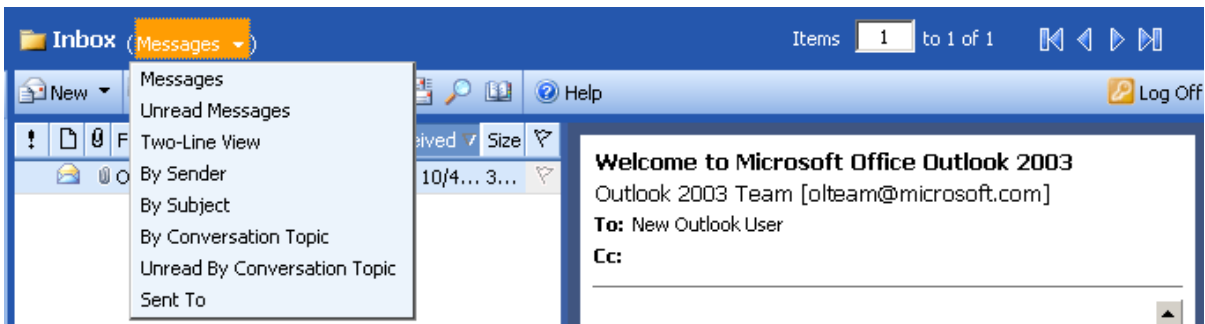 Inbox (Messages) Items 1 to 1 of 1
New Help Log Off
Messages
Unread Messages
Two-Line View
By Sender
By Subject
By Conversation Topic
Unread By Conversation Topic
Sent To
! F eived Size
O 10/4... 3...
Welcome to Microsoft Office Outlook 2003
Outlook 2003 Team [olteam@microsoft.com]
To: New Outlook User
Cc: